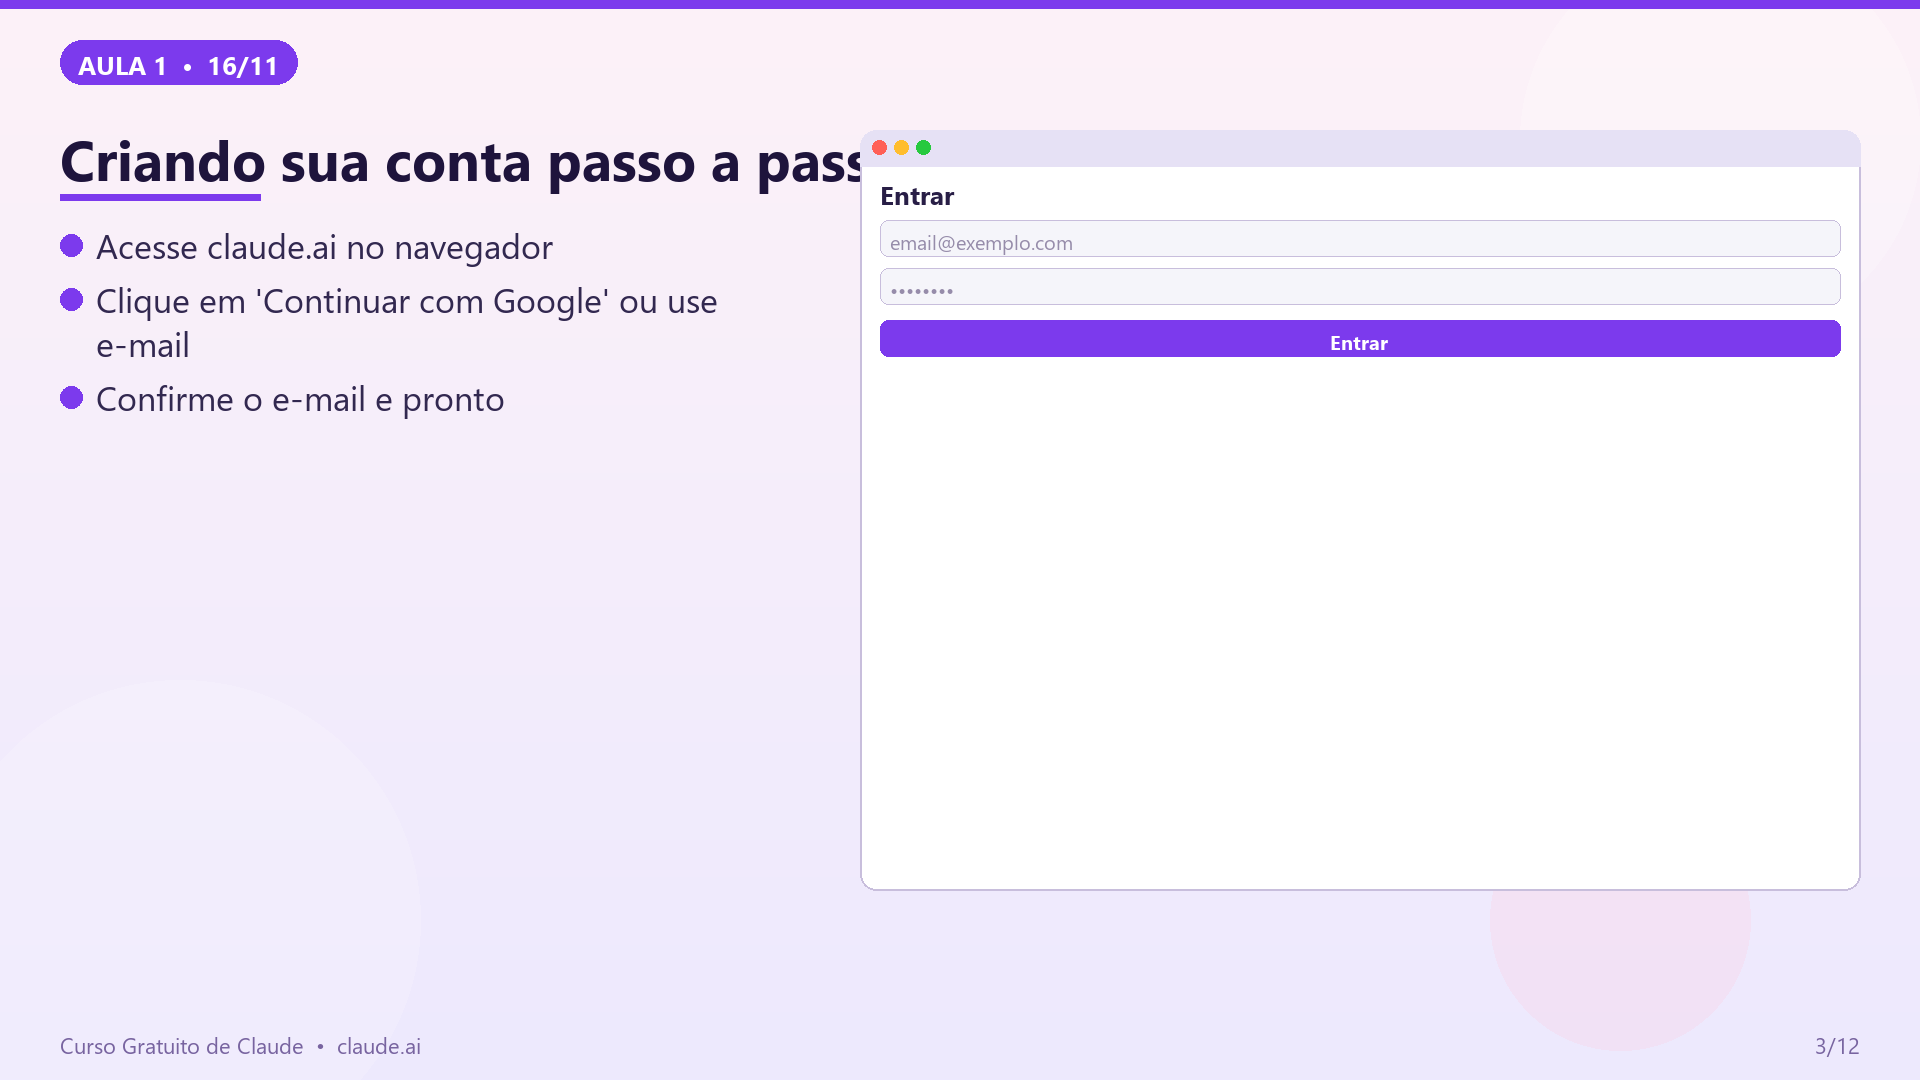 AULA 1 • 16/11
Criando sua conta passo a pass
Acesse claude.ai no navegador
Clique em 'Continuar com Google' ou use
e-mail
Confirme o e-mail e pronto
Entrar
email@exemplo.com
••••••••
Entrar
Curso Gratuito de Claude • claude.ai
3/12